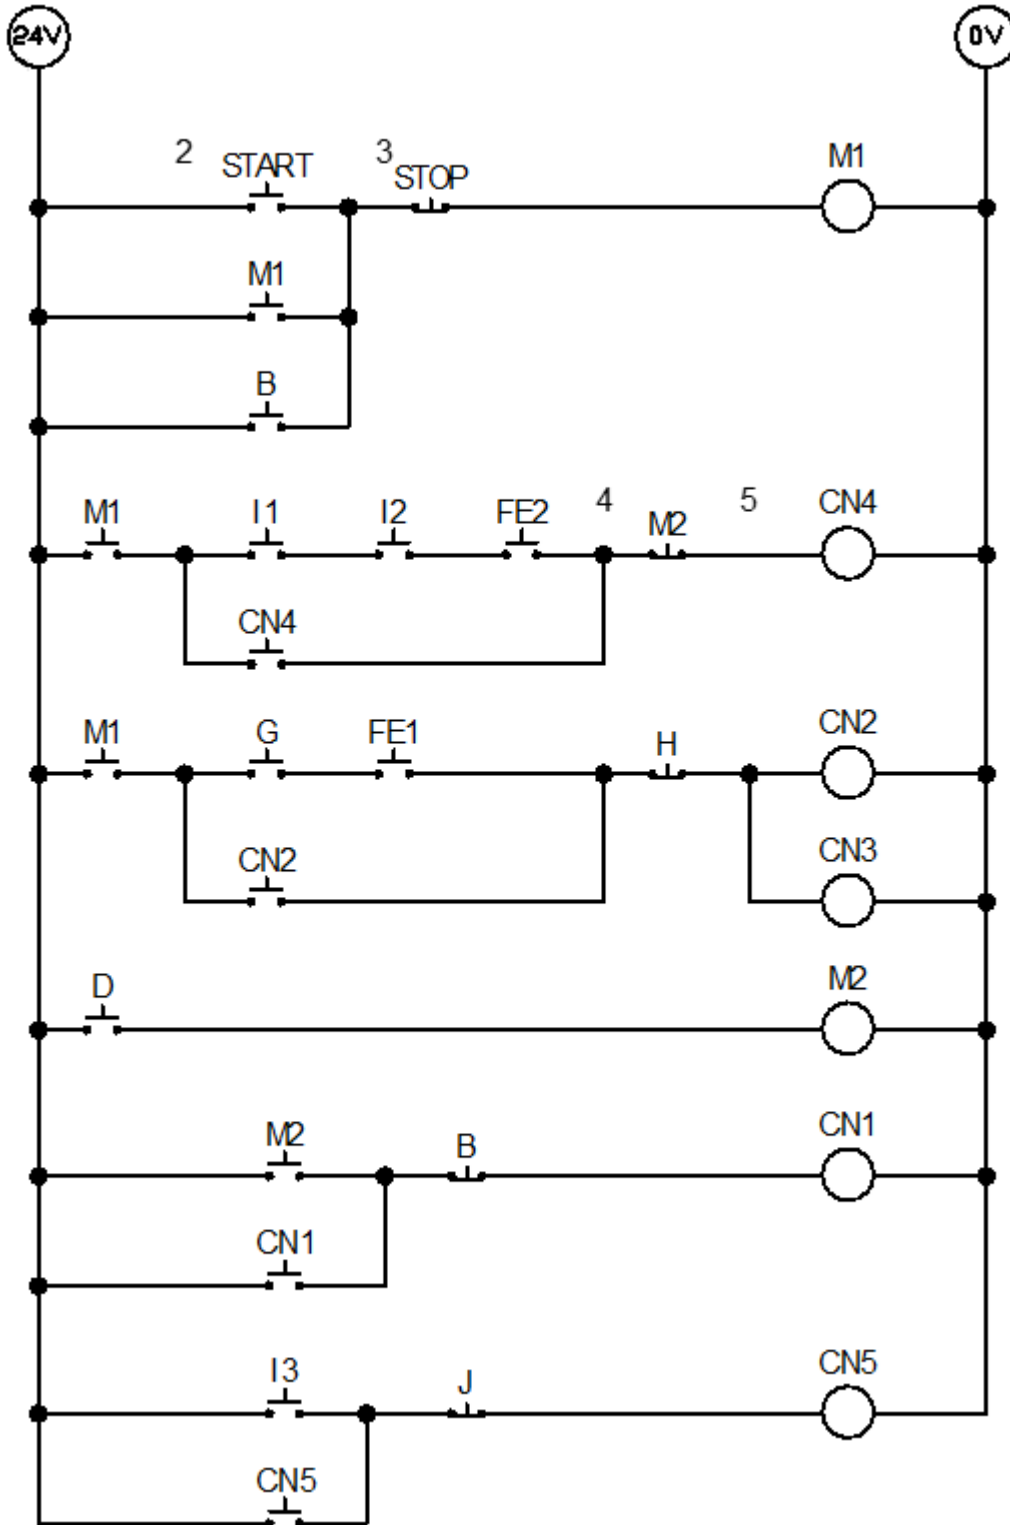 24V 0V
2 START 3 STOP M1
M1
B
M1 I1 I2 FE2 4 M2 5 CN4
CN4
M1 G FE1 H CN2
CN2 CN3
D M2
M2 B CN1
CN1
I3 J CN5
CN5